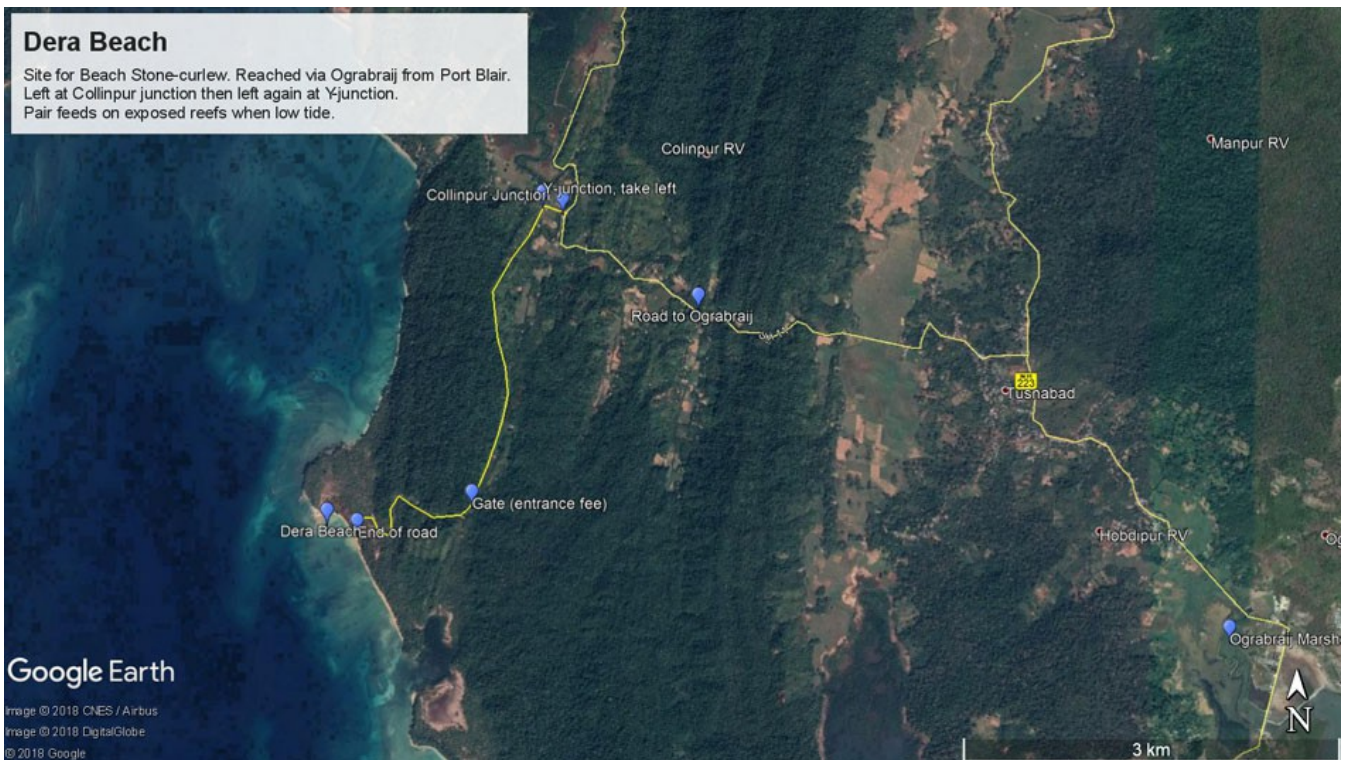 Dera Beach
Site for Beach Stone-curlew. Reached via Ograbraij from Port Blair.
Left at Collinpur junction then left again at Y-junction.
Pair feeds on exposed reefs when low tide.
Colinpur RV
Manpur RV
Collinpur Junction
Y-junction, take left
Road to Ograbraij
223
Tusnabad
Gate (entrance fee)
Dera Beach
End of road
Hobdipur RV
Og
Ograbraij Marsh
Google Earth
Image © 2018 CNES / Airbus
Image © 2018 DigitalGlobe
© 2018 Google
N
3 km